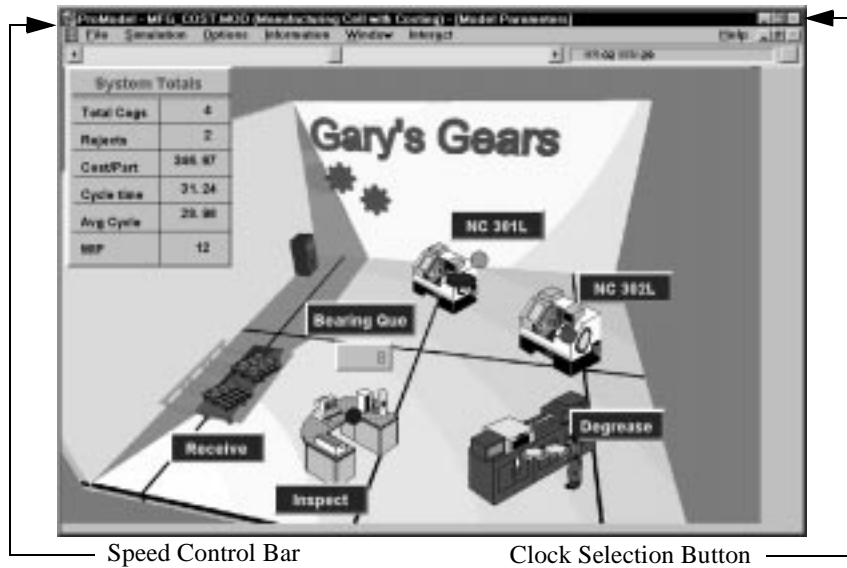 ProModel - MFG_COST.MOD (Manufacturing Cell with Costing) - [Model Parameters]
File Simulation Options Information Window Interact Help
System Totals
Total Cogs 4
Rejects 2
Cost/Part
Cycle time 31.24
Avg Cycle
WIP 12
Gary's Gears
NC 301L
NC 302L
Bearing Que
8
Receive
Degrease
Inspect
Speed Control Bar
Clock Selection Button